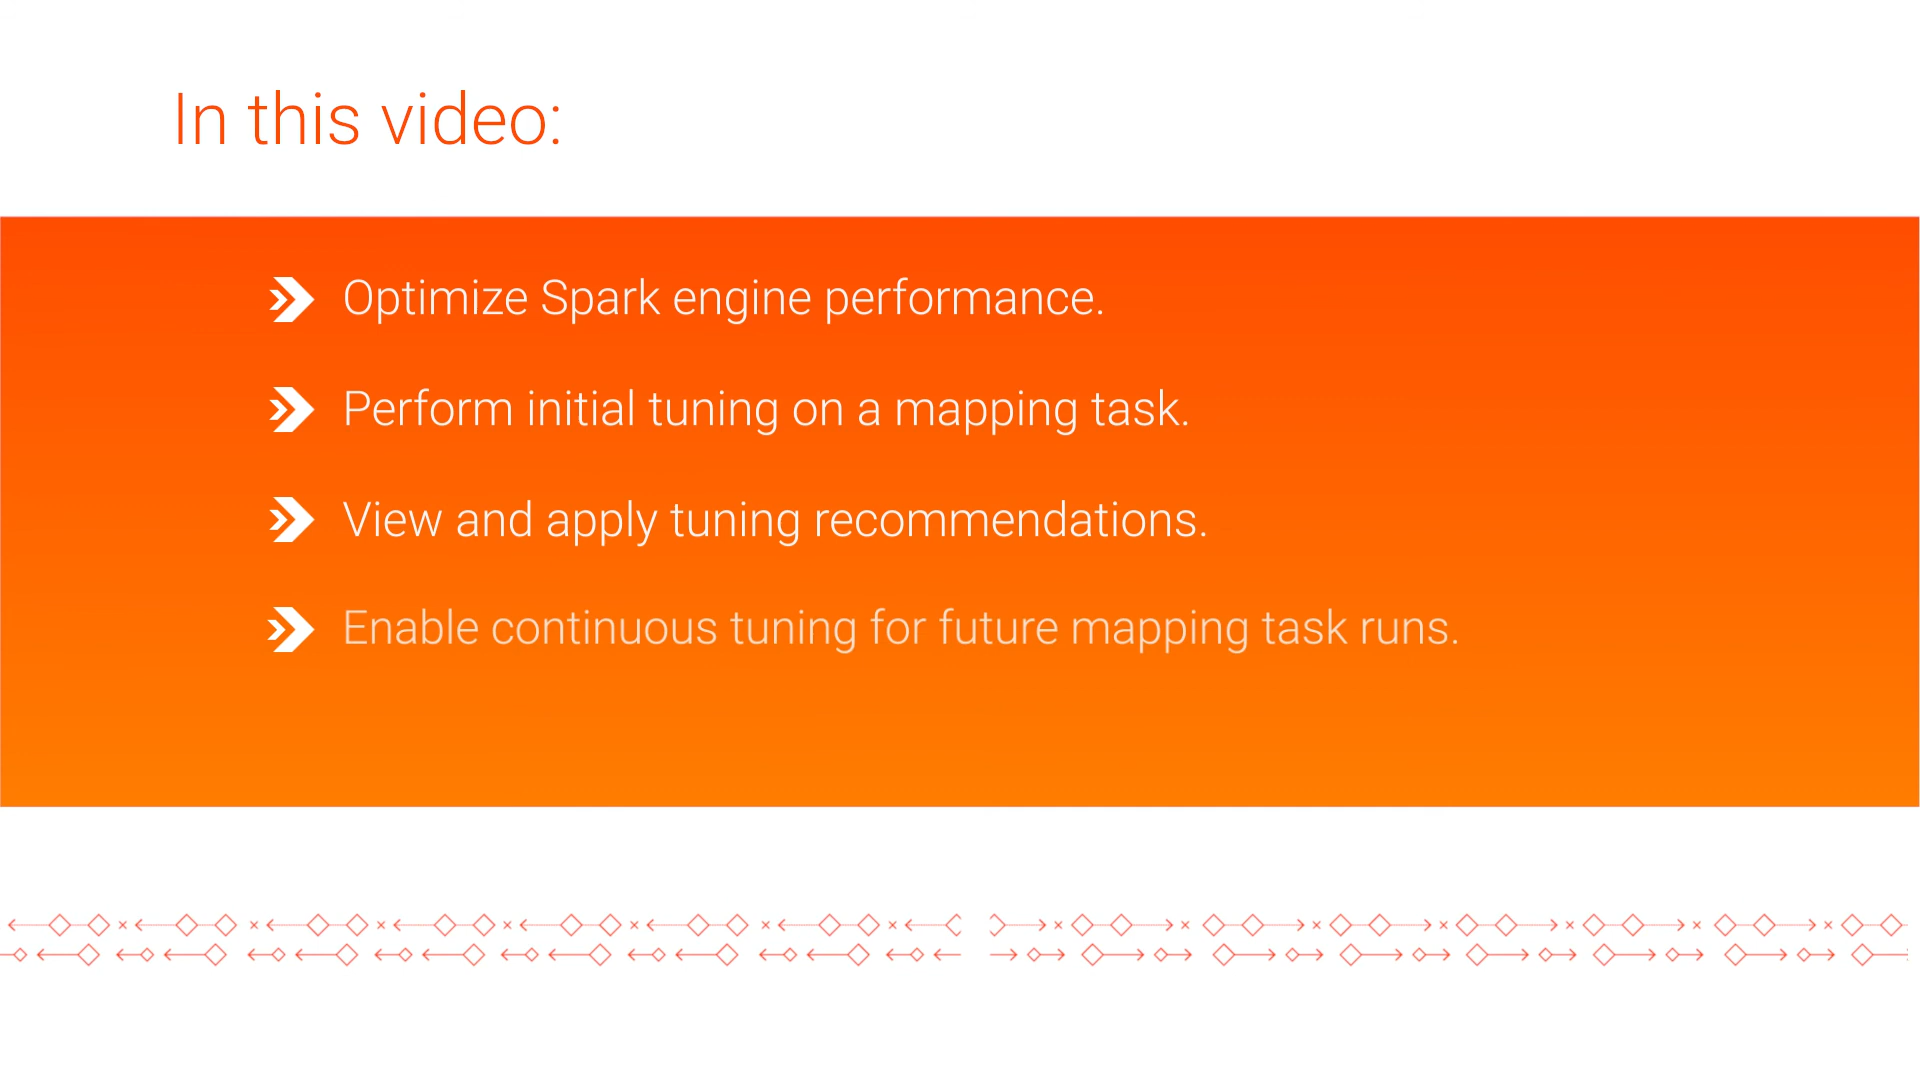 In this video:
Optimize Spark engine performance.
Perform initial tuning on a mapping task.
View and apply tuning recommendations.
Enable continuous tuning for future mapping task runs.